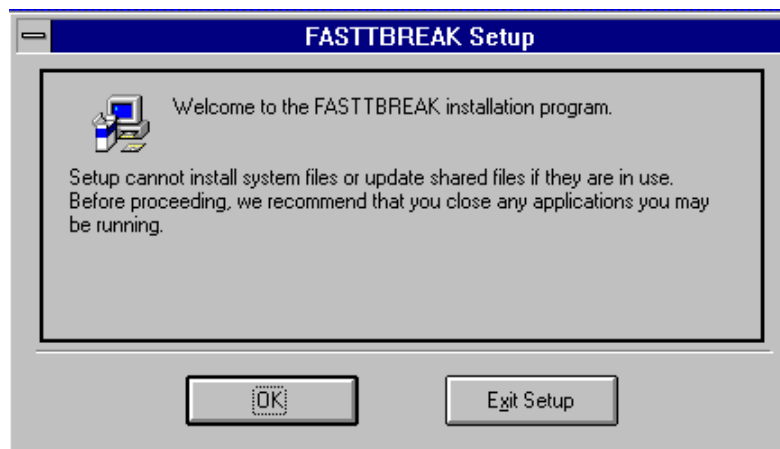 FASTTBREAK Setup
Welcome to the FASTTBREAK installation program.
Setup cannot install system files or update shared files if they are in use.
Before proceeding, we recommend that you close any applications you may
be running.
OK
Exit Setup